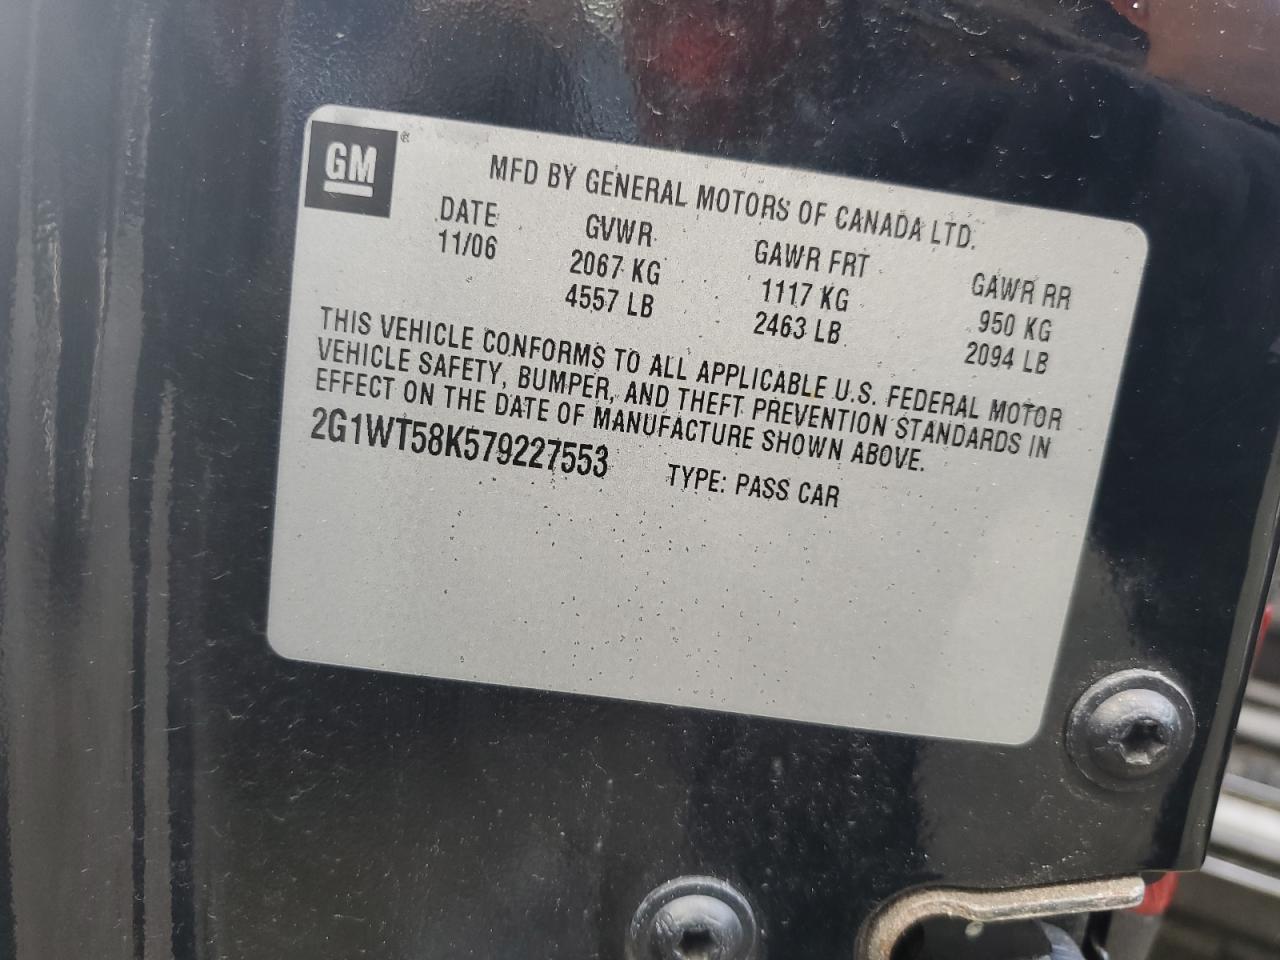 GM
MFD BY GENERAL MOTORS OF CANADA LTD.
DATE GVWR GAWR FRT GAWR RR
11/06 2067 KG 1117 KG 950 KG
4557 LB 2463 LB 2094 LB
THIS VEHICLE CONFORMS TO ALL APPLICABLE U.S. FEDERAL MOTOR
VEHICLE SAFETY, BUMPER, AND THEFT PREVENTION STANDARDS IN
EFFECT ON THE DATE OF MANUFACTURE SHOWN ABOVE.
2G1WT58K579227553 TYPE: PASS CAR